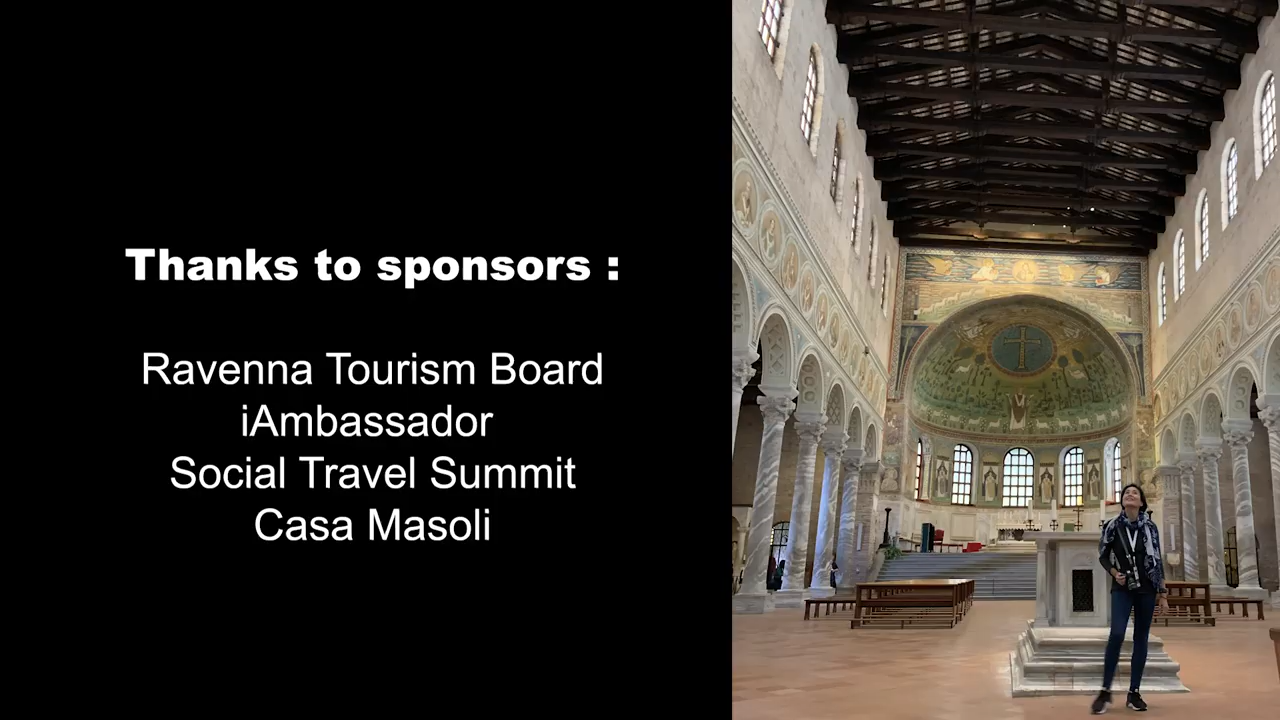 Thanks to sponsors :
Ravenna Tourism Board
iAmbassador
Social Travel Summit
Casa Masoli